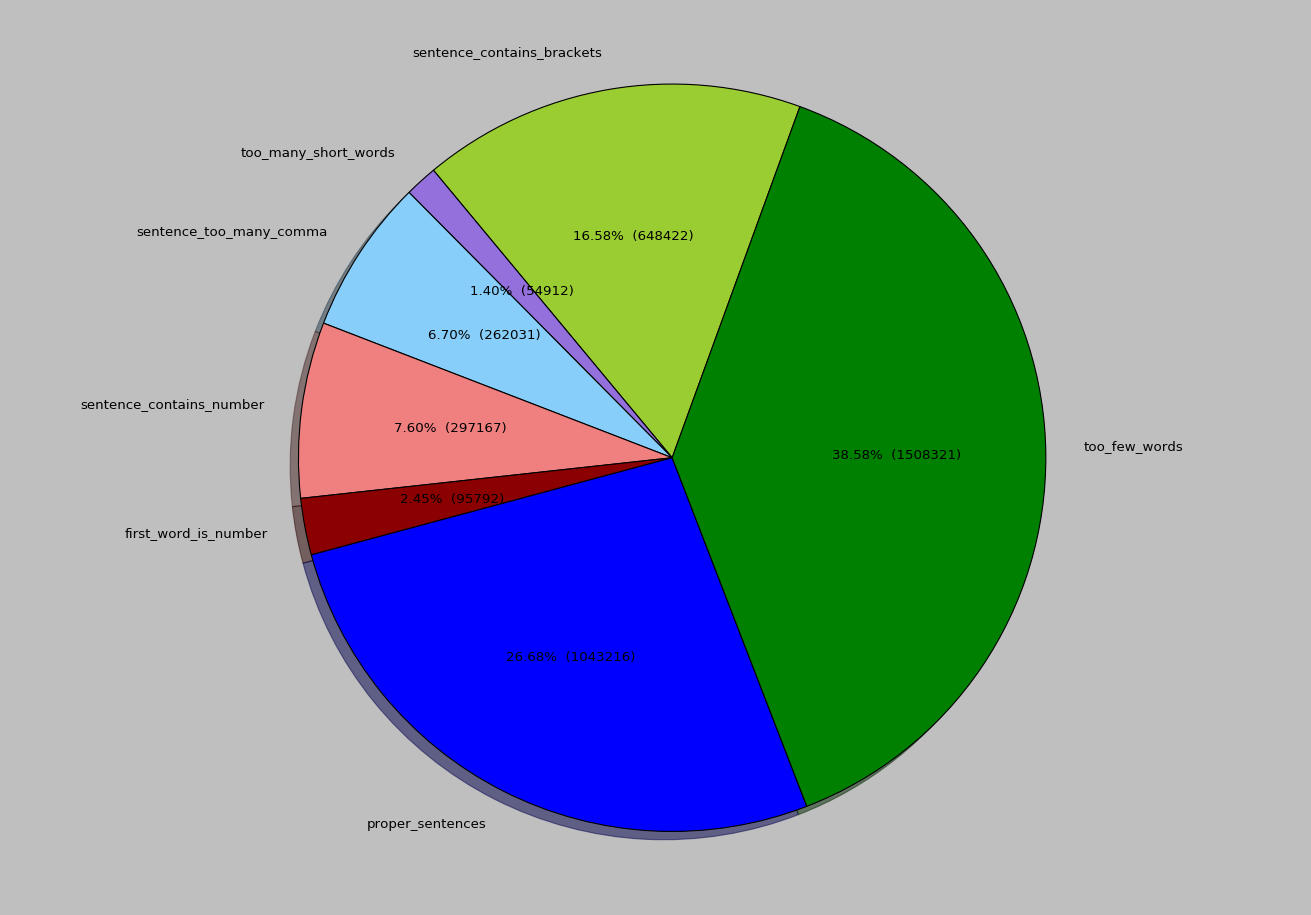 sentence_contains_brackets
too_many_short_words
sentence_too_many_comma
16.58%  (648422)
1.40%  (54912)
6.70%  (262031)
sentence_contains_number
7.60%  (297167)
too_few_words
38.58%  (1508321)
2.45%  (95792)
first_word_is_number
26.68%  (1043216)
proper_sentences